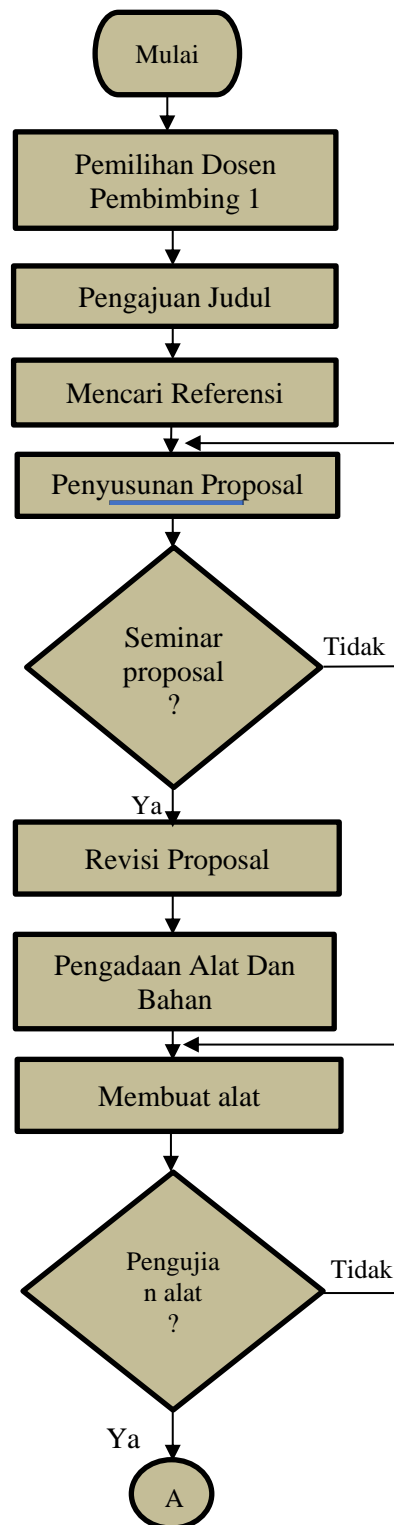 Mulai
Pemilihan Dosen
Pembimbing 1
Pengajuan Judul
Mencari Referensi
Penyusunan Proposal
Seminar
proposal
?
Tidak
Ya
Revisi Proposal
Pengadaan Alat Dan
Bahan
Membuat alat
Pengujia
n alat
?
Tidak
Ya
A